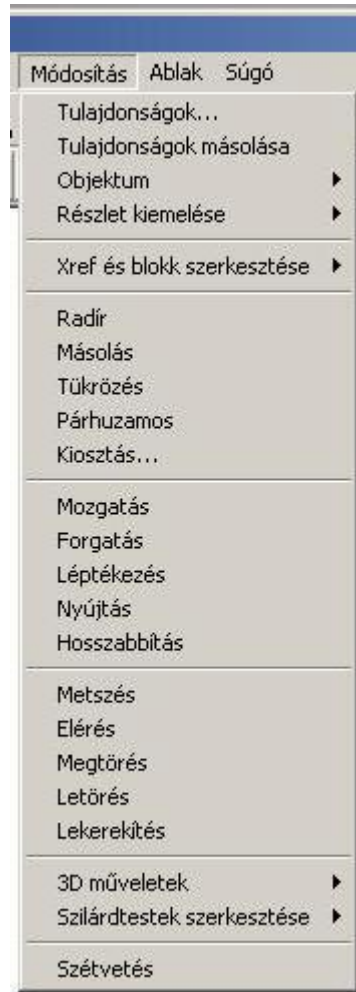 Módosítás Ablak Súgó
Tulajdonságok...
Tulajdonságok másolása
Objektum
Részlet kiemelése
Xref és blokk szerkesztése
Radír
Másolás
Tükrözés
Párhuzamos
Kiosztás...
Mozgatás
Forgatás
Léptékezés
Nyújtás
Hosszabbítás
Metszés
Elérés
Megtörés
Letörés
Lekerekítés
3D műveletek
Szilárdtestek szerkesztése
Szétvetés